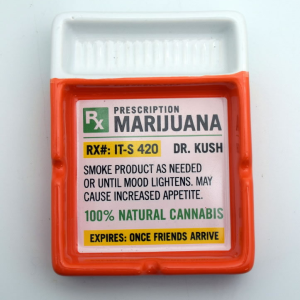 Rx PRESCRIPTION
MARIJUANA
RX#: IT-S 420 DR. KUSH
SMOKE PRODUCT AS NEEDED
OR UNTIL MOOD LIGHTENS. MAY
CAUSE INCREASED APPETITE.
100% NATURAL CANNABIS
EXPIRES: ONCE FRIENDS ARRIVE